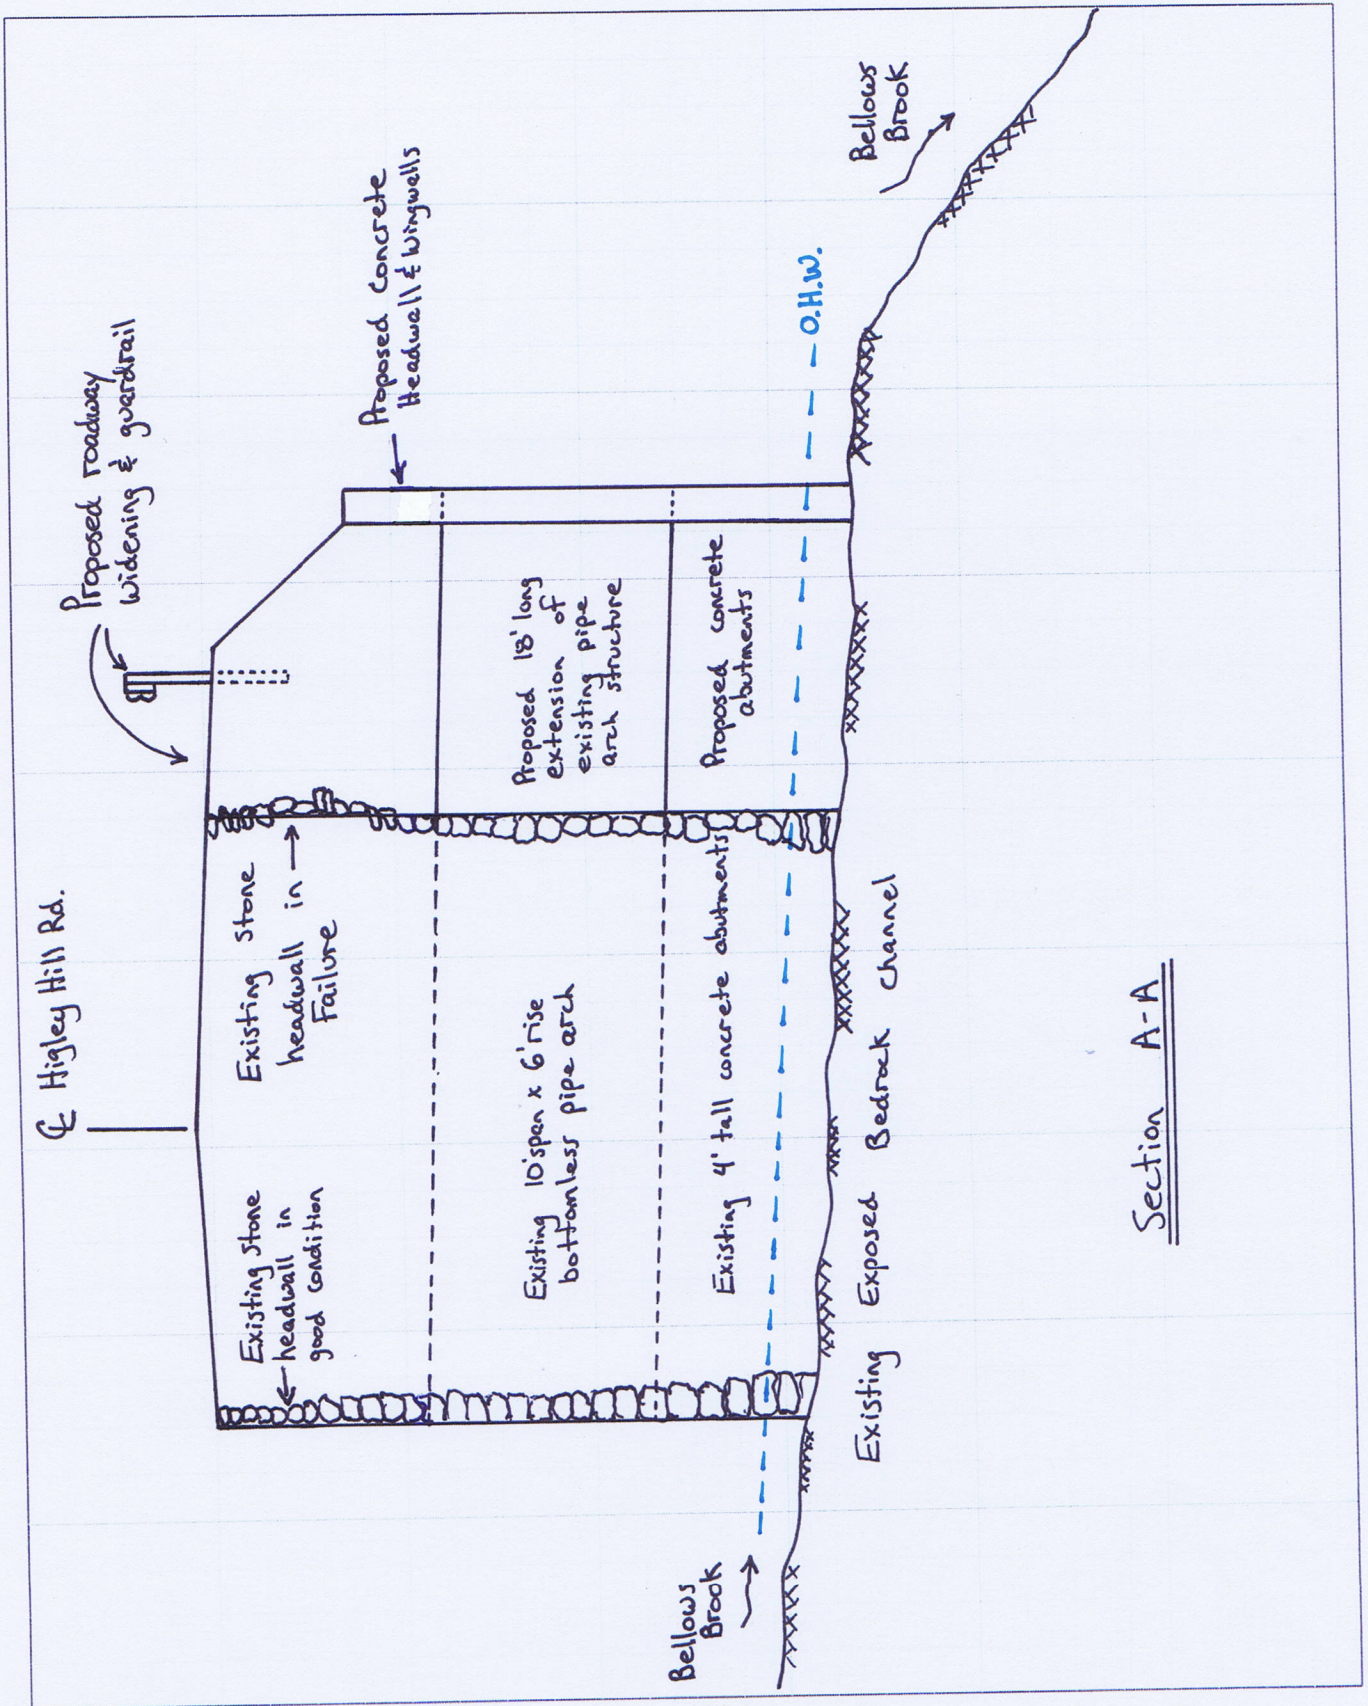 ℄ Higley Hill Rd.
Proposed roadway
Widening & guardrail
Proposed Concrete
Headwall & Wingwalls
Existing Stone
headwall in
good condition
Existing Stone
headwall in
Failure
Existing 10'span x 6'rise
bottomless pipe arch
Proposed 18' long
extension of
existing pipe
arch structure
Existing 4' tall concrete abutments
Proposed concrete
abutments
O.H.W.
Bellows
Brook
Bellows
Brook
Existing Exposed Bedrock Channel
Section A-A